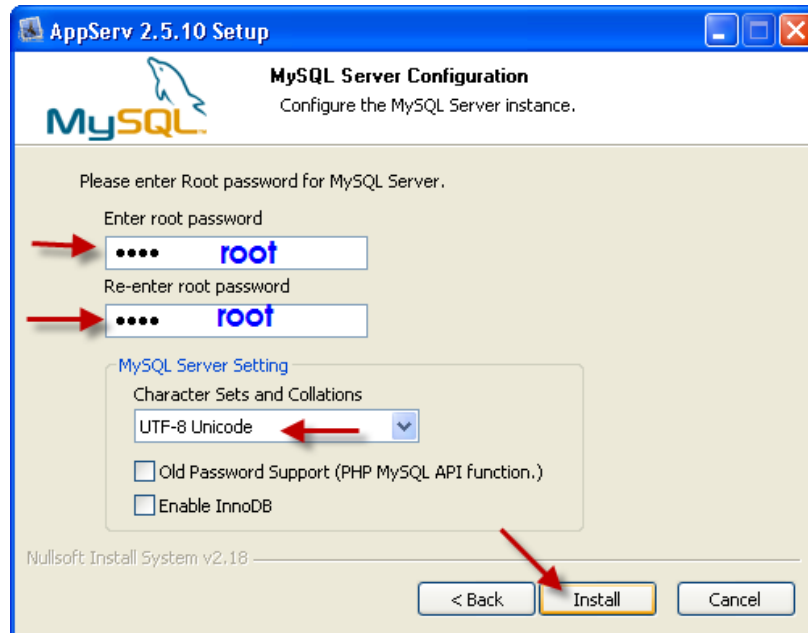 AppServ 2.5.10 Setup
MySQL Server Configuration
Configure the MySQL Server instance.
MySQL
Please enter Root password for MySQL Server.
Enter root password
•••• root
Re-enter root password
•••• root
MySQL Server Setting
Character Sets and Collations
UTF-8 Unicode
Old Password Support (PHP MySQL API function.)
Enable InnoDB
Nullsoft Install System v2.18
< Back
Install
Cancel